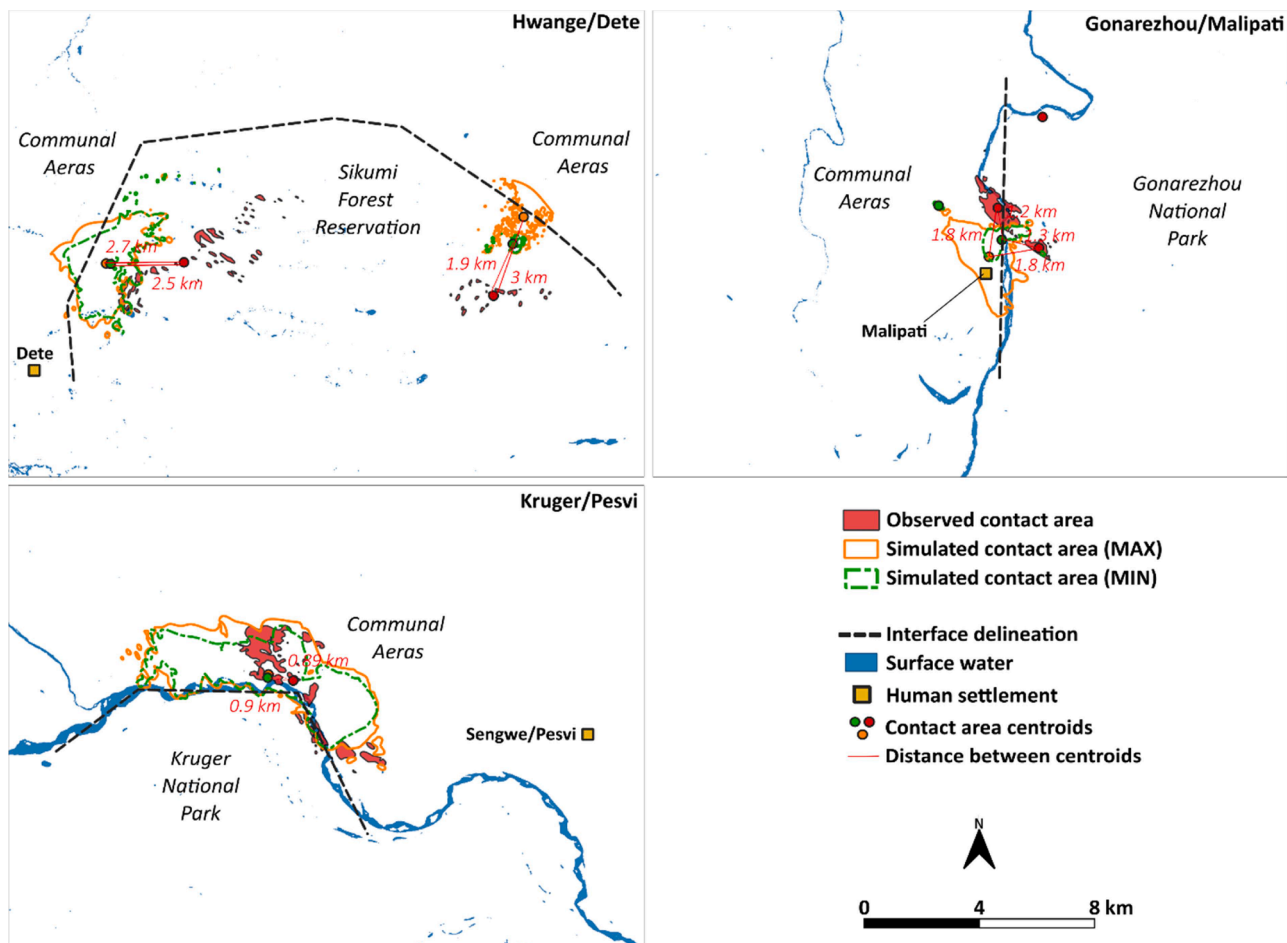 Hwange/Dete
Communal
Aeras
Sikumi
Forest
Reservation
Communal
Aeras
2.7 km
2.5 km
1.9 km
3 km
Dete
Gonarezhou/Malipati
Communal
Aeras
Gonarezhou
National
Park
2 km
1.8 km
3 km
1.8 km
Malipati
Kruger/Pesvi
Communal
Aeras
0.89 km
0.9 km
Sengwe/Pesvi
Kruger
National
Park
Observed contact area
Simulated contact area (MAX)
Simulated contact area (MIN)
Interface delineation
Surface water
Human settlement
Contact area centroids
Distance between centroids
N
0 4 8 km